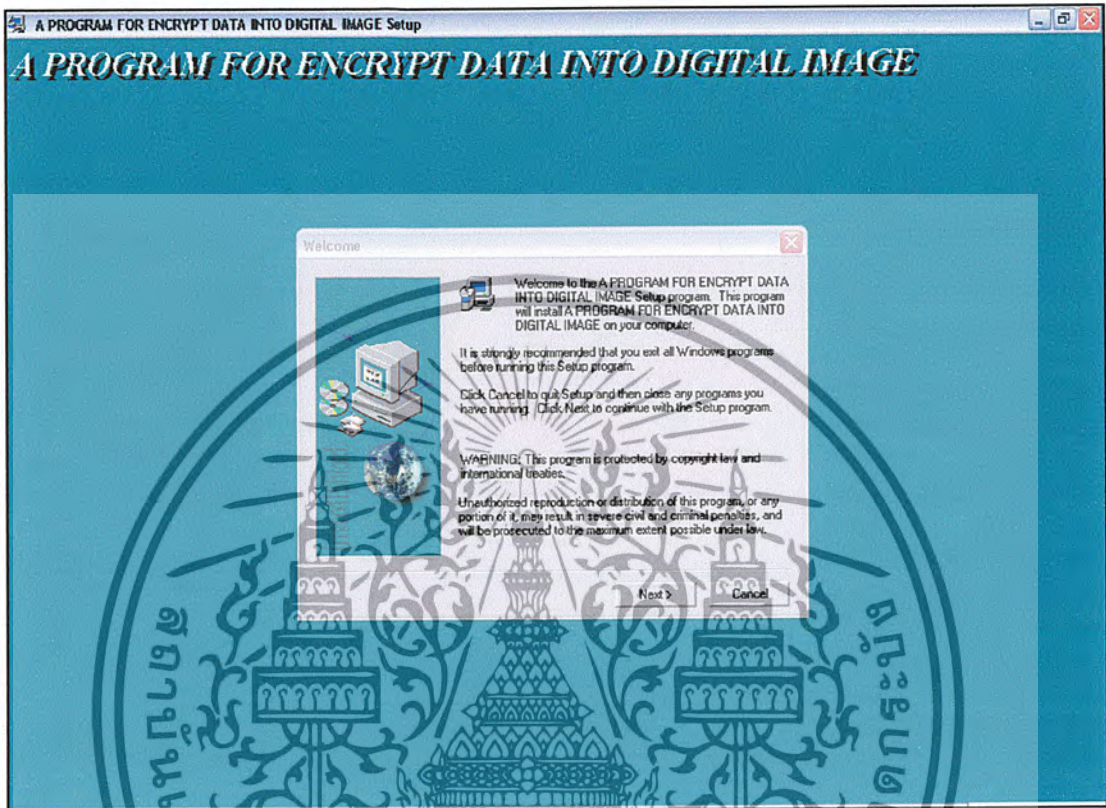 A PROGRAM FOR ENCRYPT DATA INTO DIGITAL IMAGE Setup
A PROGRAM FOR ENCRYPT DATA INTO DIGITAL IMAGE
Welcome
Welcome to the A PROGRAM FOR ENCRYPT DATA
INTO DIGITAL IMAGE Setup program. This program
will install A PROGRAM FOR ENCRYPT DATA INTO
DIGITAL IMAGE on your computer.
It is strongly recommended that you exit all Windows programs
before running this Setup program.
Click Cancel to quit Setup and then close any programs you
have running. Click Next to continue with the Setup program.
WARNING: This program is protected by copyright law and
international treaties.
Unauthorized reproduction or distribution of this program, or any
portion of it, may result in severe civil and criminal penalties, and
will be prosecuted to the maximum extent possible under law.
Next >
Cancel